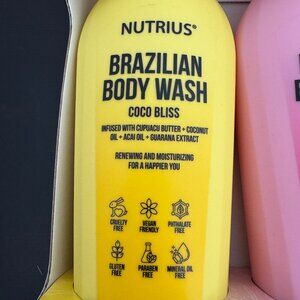 NUTRIUS®
BRAZILIAN
BODY WASH
COCO BLISS
INFUSED WITH CUPUACU BUTTER + COCONUT
OIL + ACAI OIL + GUARANA EXTRACT
RENEWING AND MOISTURIZING
FOR A HAPPIER YOU
CRUELTY
FREE
VEGAN
FRIENDLY
PHTHALATE
FREE
GLUTEN
FREE
PARABEN
FREE
MINERAL OIL
FREE